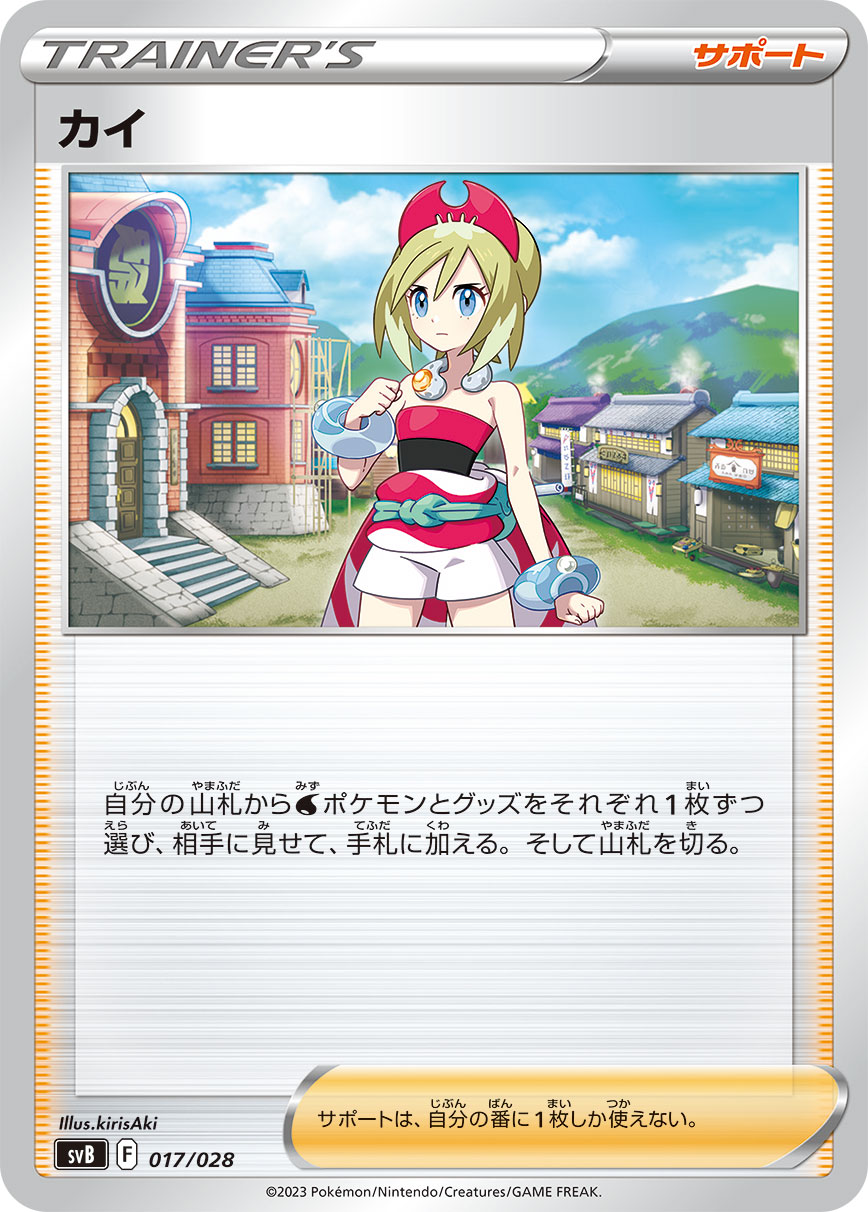 TRAINER'S サポート
カイ
自分の山札からポケモンとグッズをそれぞれ1枚ずつ
選び、相手に見せて、手札に加える。そして山札を切る。
Illus.kirisAki
サポートは、自分の番に1枚しか使えない。
svB F 017/028
©2023 Pokémon/Nintendo/Creatures/GAME FREAK.